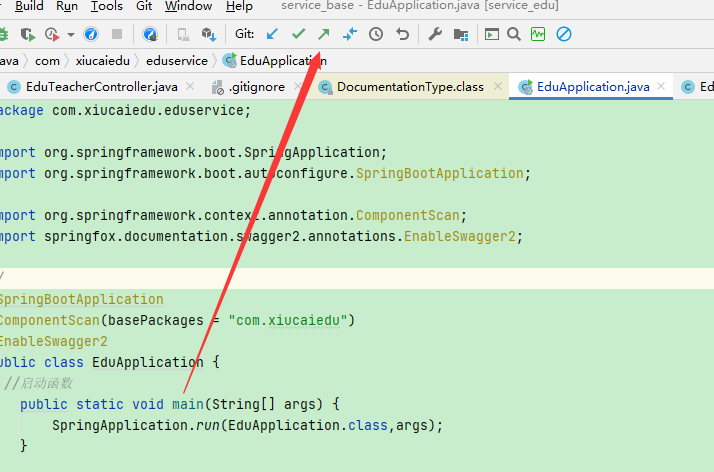 Build Run Tools Git Window Help service_base - EduApplication.java [service_edu]
Git:
ava com xiucaiedu eduservice EduApplication
EduTeacherController.java .gitignore DocumentationType.class EduApplication.java Ed
ackage com.xiucaiedu.eduservice;
mport org.springframework.boot.SpringApplication;
mport org.springframework.boot.autoconfigure.SpringBootApplication;
mport org.springframework.context.annotation.ComponentScan;
mport springfox.documentation.swagger2.annotations.EnableSwagger2;
/
SpringBootApplication
ComponentScan(basePackages = "com.xiucaiedu")
EnableSwagger2
ublic class EduApplication {
//启动函数
public static void main(String[] args) {
SpringApplication.run(EduApplication.class,args);
}